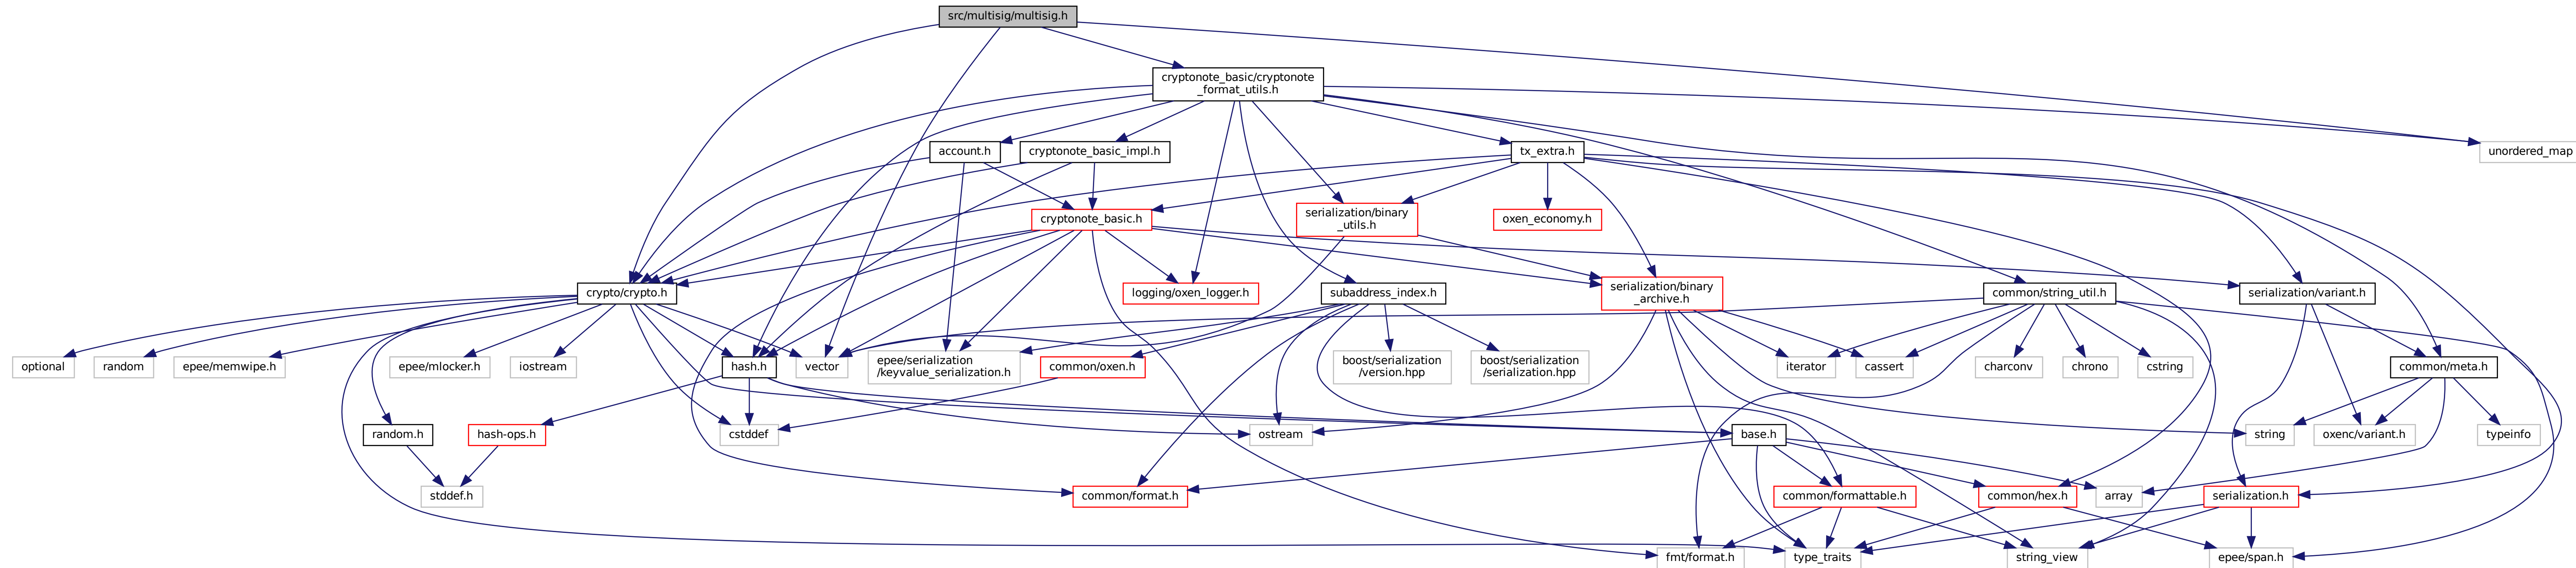 src/multisig/multisig.h
cryptonote_basic/cryptonote
_format_utils.h
account.h
cryptonote_basic_impl.h
tx_extra.h
unordered_map
cryptonote_basic.h
serialization/binary
_utils.h
oxen_economy.h
crypto/crypto.h
logging/oxen_logger.h
subaddress_index.h
serialization/binary
_archive.h
common/string_util.h
serialization/variant.h
optional
random
epee/memwipe.h
epee/mlocker.h
iostream
hash.h
vector
epee/serialization
/keyvalue_serialization.h
common/oxen.h
boost/serialization
/version.hpp
boost/serialization
/serialization.hpp
iterator
cassert
charconv
chrono
cstring
common/meta.h
random.h
hash-ops.h
cstddef
ostream
base.h
string
oxenc/variant.h
typeinfo
stddef.h
common/format.h
common/formattable.h
common/hex.h
array
serialization.h
fmt/format.h
type_traits
string_view
epee/span.h